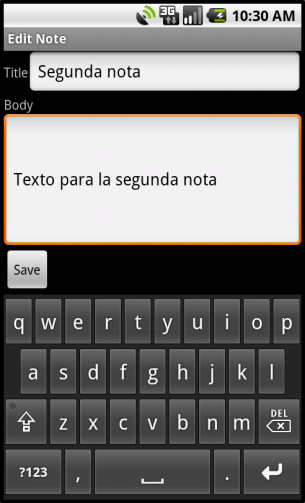 3G 10:30 AM
Edit Note
Title Segunda nota
Body
Texto para la segunda nota
Save
q w e r t y u i o p
a s d f g h j k l
z x c v b n m DEL
?123 , .